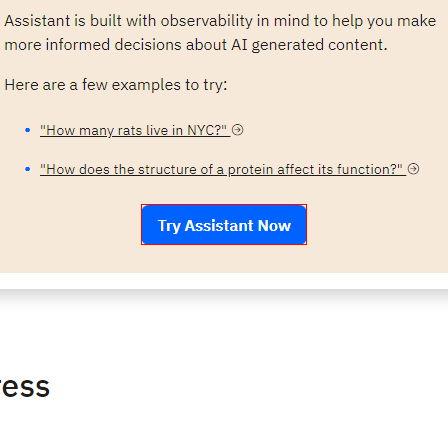 Assistant is built with observability in mind to help you make
more informed decisions about AI generated content.
Here are a few examples to try:
"How many rats live in NYC?"
"How does the structure of a protein affect its function?"
Try Assistant Now
ress